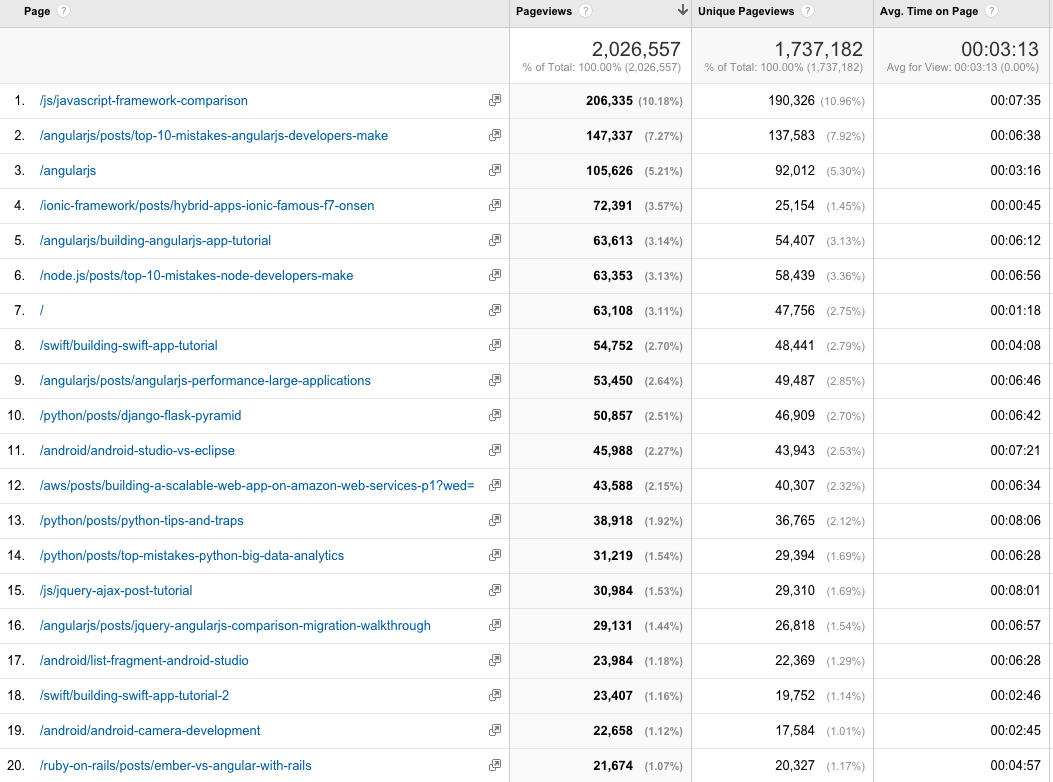 Page ? Pageviews ? Unique Pageviews ? Avg. Time on Page ?
2,026,557 1,737,182 00:03:13
% of Total: 100.00% (2,026,557) % of Total: 100.00% (1,737,182) Avg for View: 00:03:13 (0.00%)
1. /js/javascript-framework-comparison 206,335 (10.18%) 190,326 (10.96%) 00:07:35
2. /angularjs/posts/top-10-mistakes-angularjs-developers-make 147,337 (7.27%) 137,583 (7.92%) 00:06:38
3. /angularjs 105,626 (5.21%) 92,012 (5.30%) 00:03:16
4. /ionic-framework/posts/hybrid-apps-ionic-famous-f7-onsen 72,391 (3.57%) 25,154 (1.45%) 00:00:45
5. /angularjs/building-angularjs-app-tutorial 63,613 (3.14%) 54,407 (3.13%) 00:06:12
6. /node.js/posts/top-10-mistakes-node-developers-make 63,353 (3.13%) 58,439 (3.36%) 00:06:56
7. / 63,108 (3.11%) 47,756 (2.75%) 00:01:18
8. /swift/building-swift-app-tutorial 54,752 (2.70%) 48,441 (2.79%) 00:04:08
9. /angularjs/posts/angularjs-performance-large-applications 53,450 (2.64%) 49,487 (2.85%) 00:06:46
10. /python/posts/django-flask-pyramid 50,857 (2.51%) 46,909 (2.70%) 00:06:42
11. /android/android-studio-vs-eclipse 45,988 (2.27%) 43,943 (2.53%) 00:07:21
12. /aws/posts/building-a-scalable-web-app-on-amazon-web-services-p1?wed= 43,588 (2.15%) 40,307 (2.32%) 00:06:34
13. /python/posts/python-tips-and-traps 38,918 (1.92%) 36,765 (2.12%) 00:08:06
14. /python/posts/top-mistakes-python-big-data-analytics 31,219 (1.54%) 29,394 (1.69%) 00:06:28
15. /js/jquery-ajax-post-tutorial 30,984 (1.53%) 29,310 (1.69%) 00:08:01
16. /angularjs/posts/jquery-angularjs-comparison-migration-walkthrough 29,131 (1.44%) 26,818 (1.54%) 00:06:57
17. /android/list-fragment-android-studio 23,984 (1.18%) 22,369 (1.29%) 00:06:28
18. /swift/building-swift-app-tutorial-2 23,407 (1.16%) 19,752 (1.14%) 00:02:46
19. /android/android-camera-development 22,658 (1.12%) 17,584 (1.01%) 00:02:45
20. /ruby-on-rails/posts/ember-vs-angular-with-rails 21,674 (1.07%) 20,327 (1.17%) 00:04:57